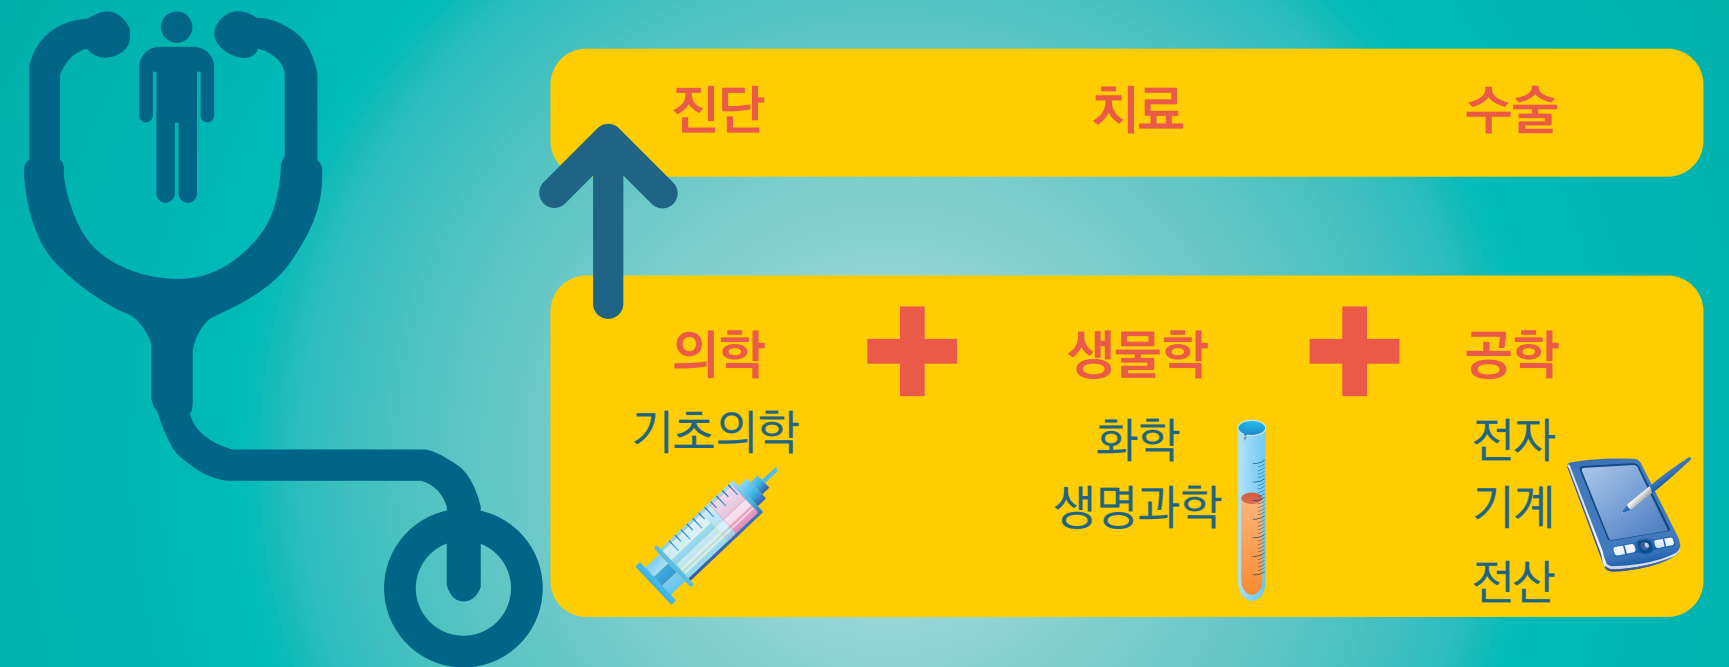 진단 치료 수술
의학 생물학 공학
기초의학 화학 전자
생명과학 기계
전산